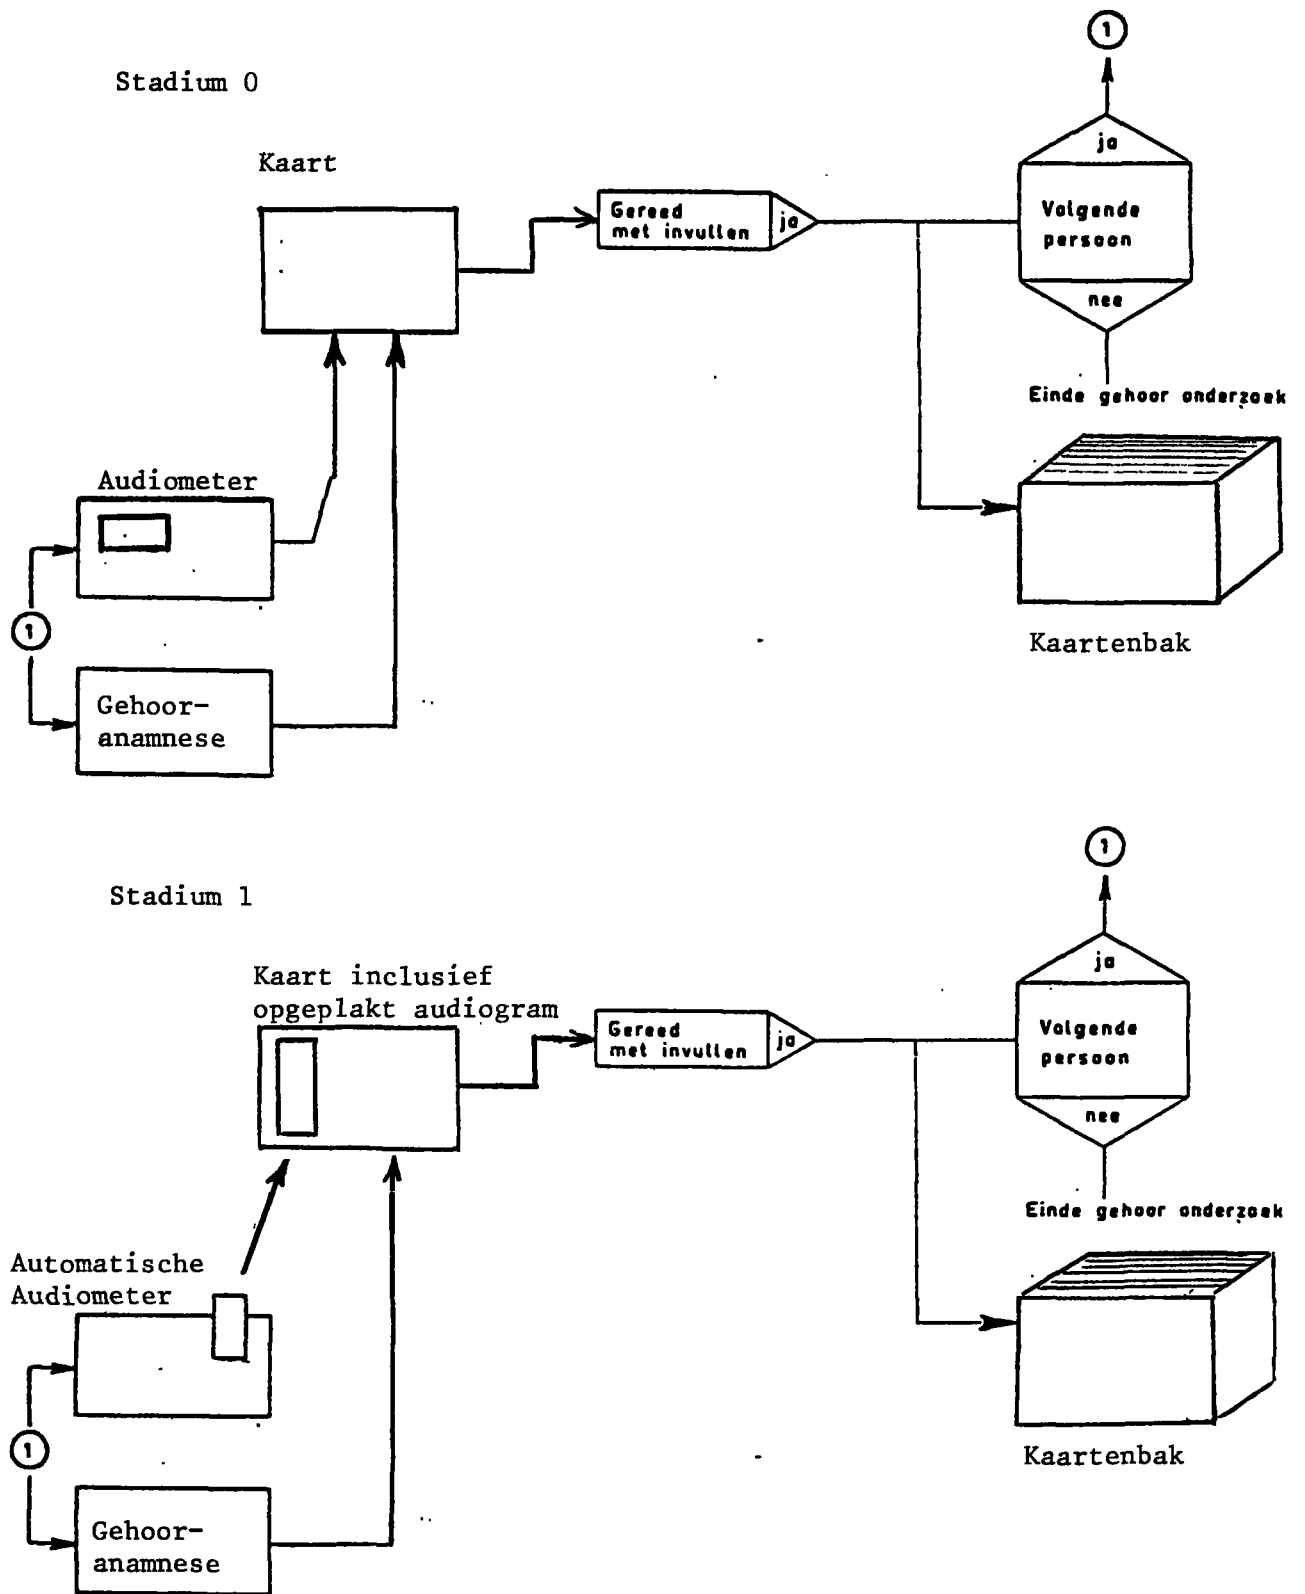 Stadium 0
1
ja
Volgende
persoon
nee
Einde gehoor onderzoek
Kaart
Gereed
met invullen
ja
Audiometer
1
Gehoor-
anamnese
Kaartenbak
Stadium 1
1
ja
Volgende
persoon
nee
Einde gehoor onderzoek
Kaart inclusief
opgeplakt audiogram
Gereed
met invullen
ja
Automatische
Audiometer
1
Gehoor-
anamnese
Kaartenbak